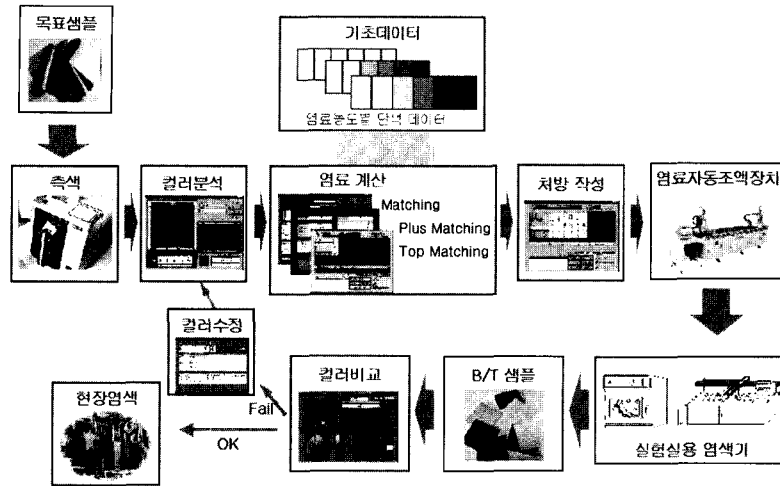 목표샘플
기초데이터
염료농도별 단색 데이터
측색
컬러분석
염료 계산
Matching
Plus Matching
Top Matching
처방 작성
염료자동조액장치
컬러수정
컬러비교
B/T 샘플
실험실용 염색기
현장염색
Fail
OK